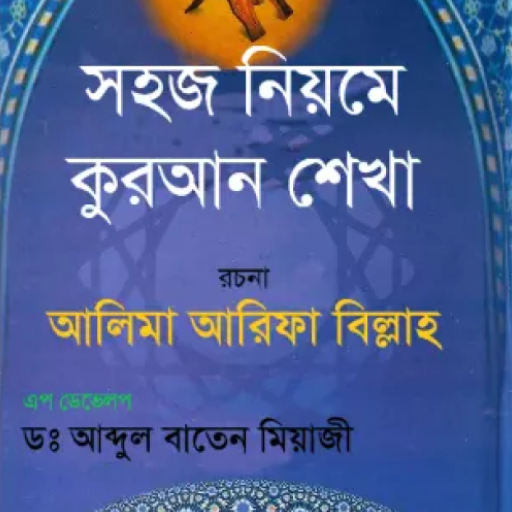 সহজ নিয়মে
কুরআন শেখা
রচনা
আলিমা আরিফা বিল্লাহ
এপ ডেভেলপ
ডঃ আব্দুল বাতেন মিয়াজী